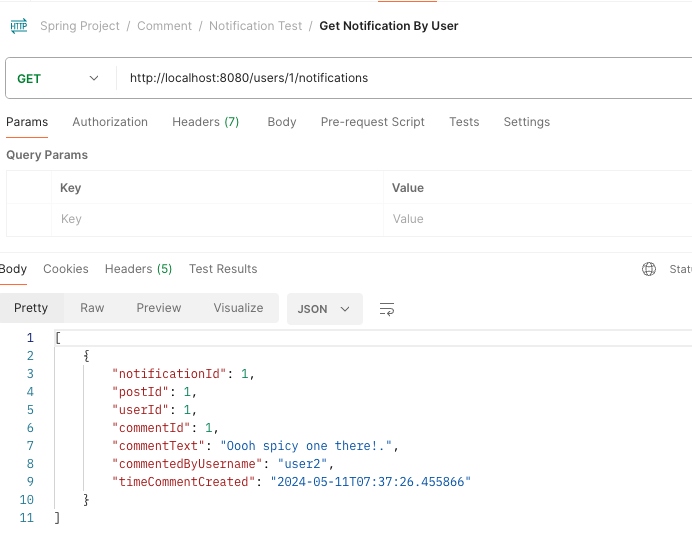 HTTP Spring Project / Comment / Notification Test / Get Notification By User
GET http://localhost:8080/users/1/notifications
Params Authorization Headers (7) Body Pre-request Script Tests Settings
Query Params
Key Value
Key Value
Body Cookies Headers (5) Test Results Statu
Pretty Raw Preview Visualize JSON
1 [
2 {
3 "notificationId": 1,
4 "postId": 1,
5 "userId": 1,
6 "commentId": 1,
7 "commentText": "Oooh spicy one there!.",
8 "commentedByUsername": "user2",
9 "timeCommentCreated": "2024-05-11T07:37:26.455866"
10 }
11 ]